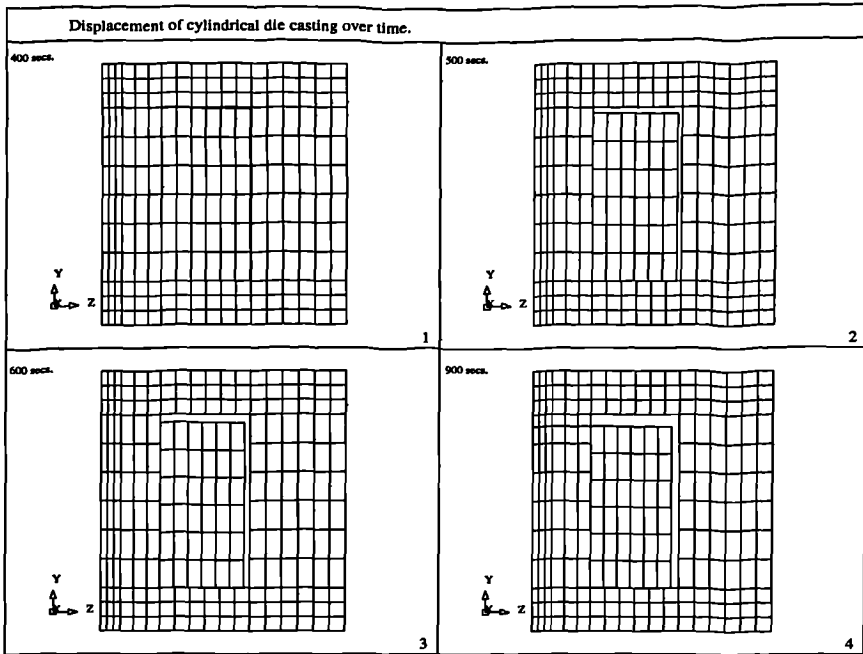 Displacement of cylindrical die casting over time.
400 secs.
Y
X
Z
1
500 secs.
Y
X
Z
2
600 secs.
Y
X
Z
3
900 secs.
Y
X
Z
4